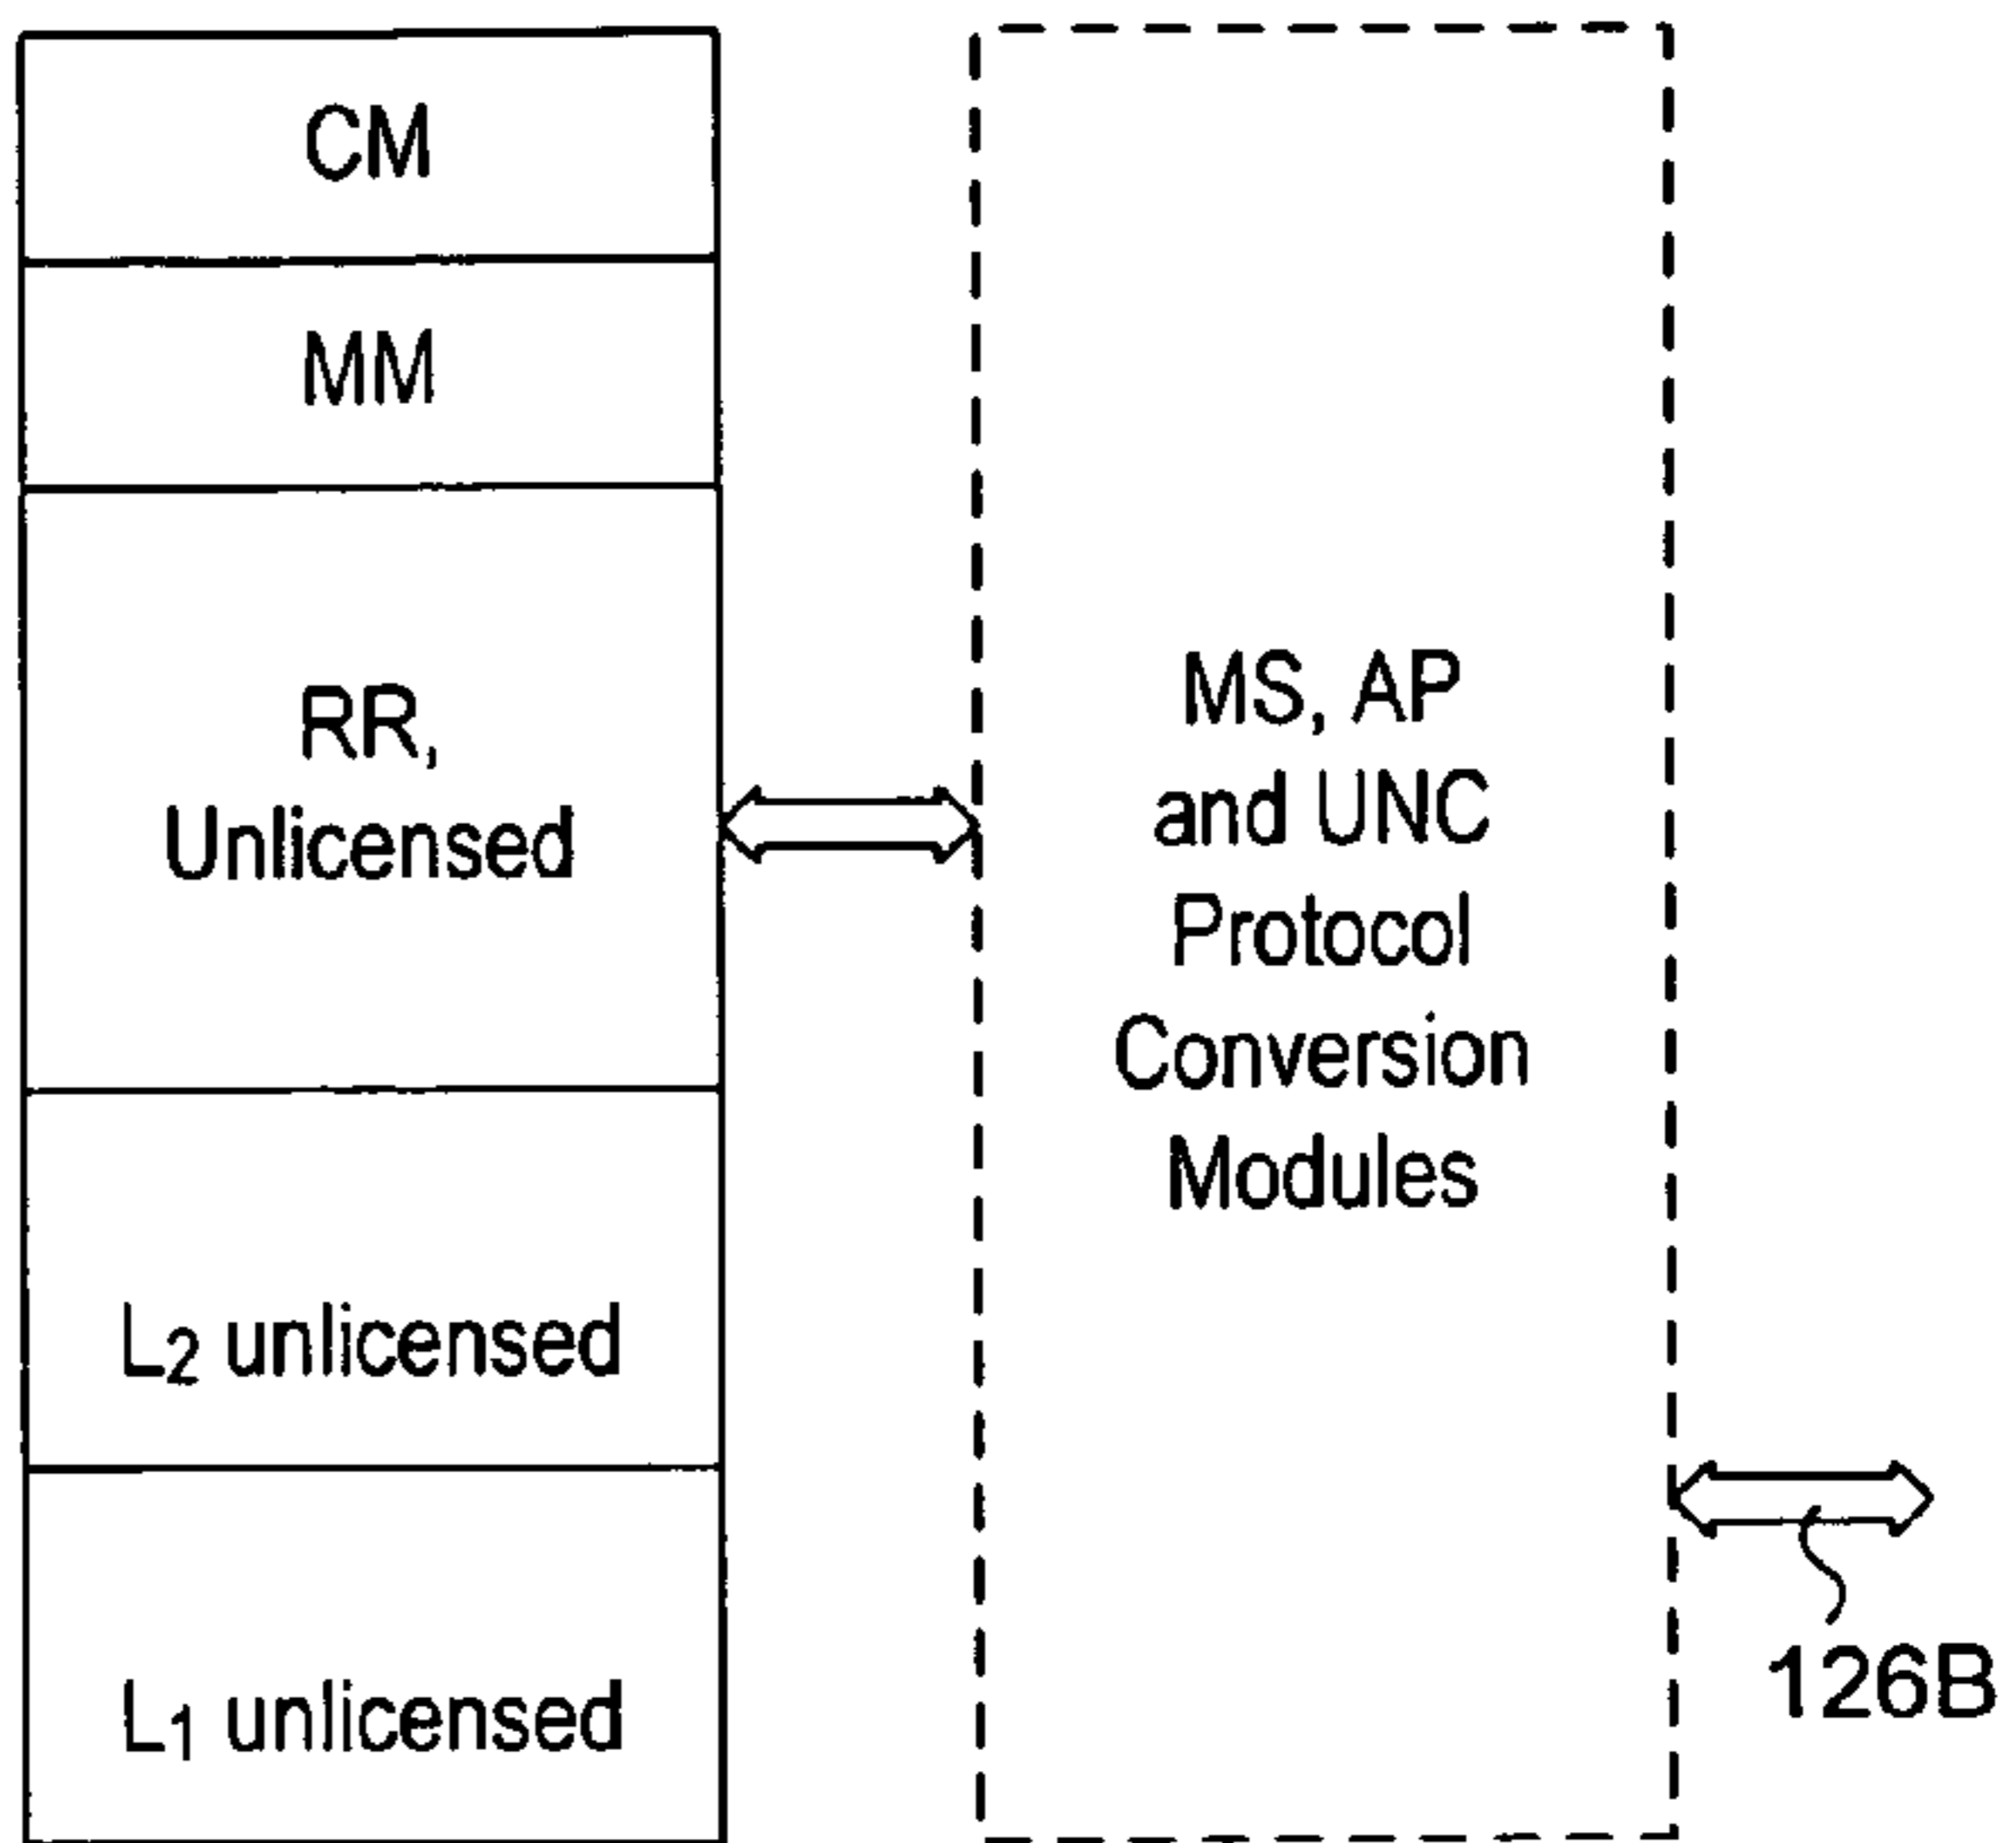 CM
MM
RR,
Unlicensed
L₂ unlicensed
L₁ unlicensed
MS, AP
and UNC
Protocol
Conversion
Modules
126B